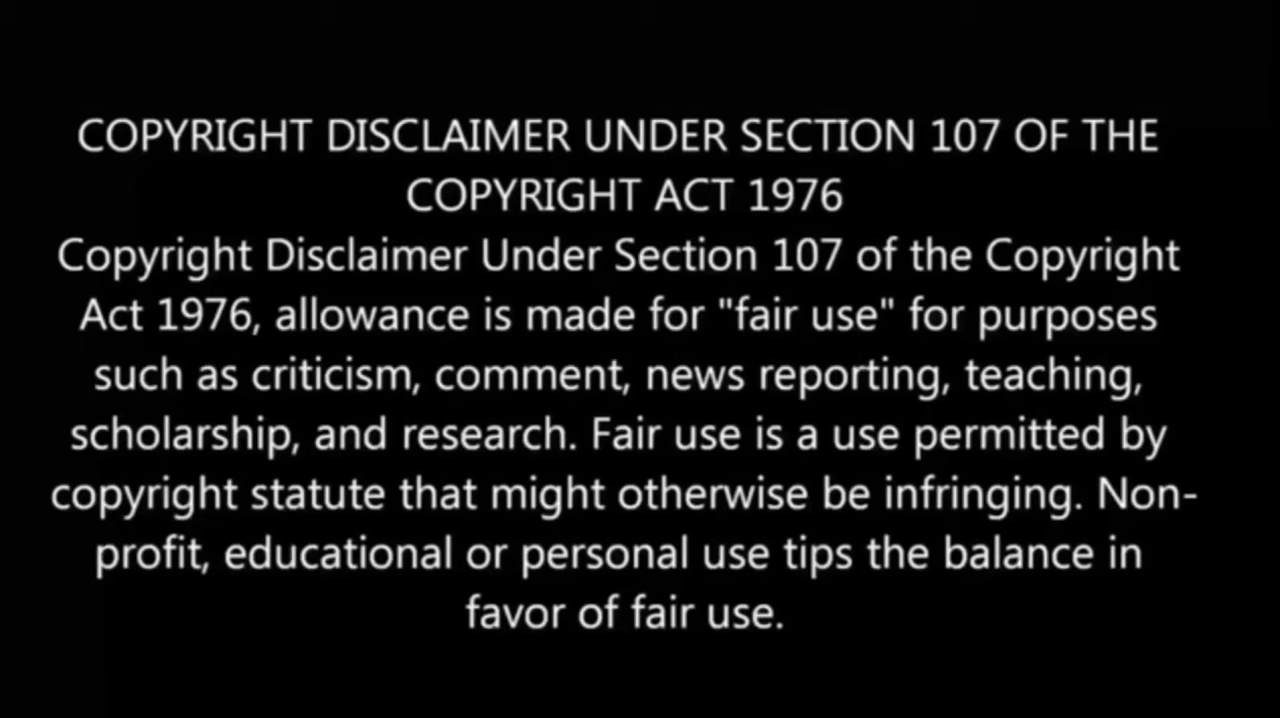 COPYRIGHT DISCLAIMER UNDER SECTION 107 OF THE
COPYRIGHT ACT 1976
Copyright Disclaimer Under Section 107 of the Copyright
Act 1976, allowance is made for "fair use" for purposes
such as criticism, comment, news reporting, teaching,
scholarship, and research. Fair use is a use permitted by
copyright statute that might otherwise be infringing. Non-
profit, educational or personal use tips the balance in
favor of fair use.